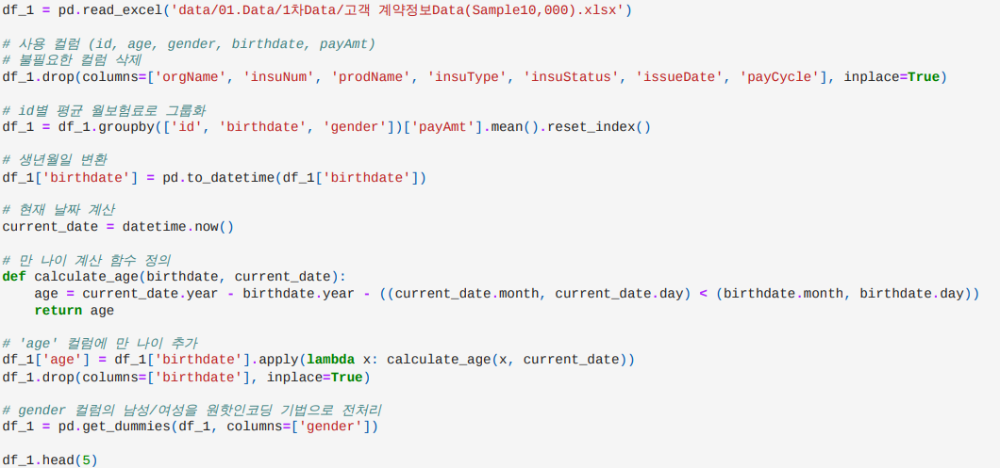 df_1 = pd.read_excel('data/01.Data/1차Data/고객 계약정보Data(Sample10,000).xlsx')
# 사용 컬럼 (id, age, gender, birthdate, payAmt)
# 불필요한 컬럼 삭제
df_1.drop(columns=['orgName', 'insuNum', 'prodName', 'insuType', 'insuStatus', 'issueDate', 'payCycle'], inplace=True)
# id별 평균 월보험료로 그룹화
df_1 = df_1.groupby(['id', 'birthdate', 'gender'])['payAmt'].mean().reset_index()
# 생년월일 변환
df_1['birthdate'] = pd.to_datetime(df_1['birthdate'])
# 현재 날짜 계산
current_date = datetime.now()
# 만 나이 계산 함수 정의
def calculate_age(birthdate, current_date):
    age = current_date.year - birthdate.year - ((current_date.month, current_date.day) < (birthdate.month, birthdate.day))
    return age
# 'age' 컬럼에 만 나이 추가
df_1['age'] = df_1['birthdate'].apply(lambda x: calculate_age(x, current_date))
df_1.drop(columns=['birthdate'], inplace=True)
# gender 컬럼의 남성/여성을 원핫인코딩 기법으로 전처리
df_1 = pd.get_dummies(df_1, columns=['gender'])
df_1.head(5)